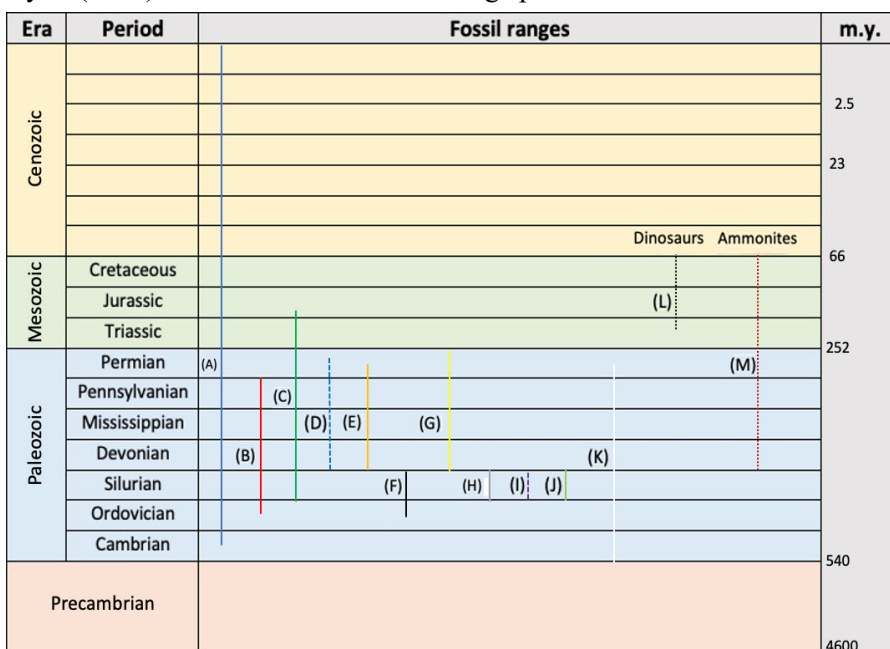 Era Period Fossil ranges m.y.
2.5
Cenozoic
23
Dinosaurs Ammonites
66
Cretaceous
Mesozoic
Jurassic (L)
Triassic
252
Permian (A) (M)
Pennsylvanian (C)
Mississippian (D) (E) (G)
Paleozoic
Devonian (B) (K)
Silurian (F) (H) (I) (J)
Ordovician
Cambrian
540
Precambrian
4600